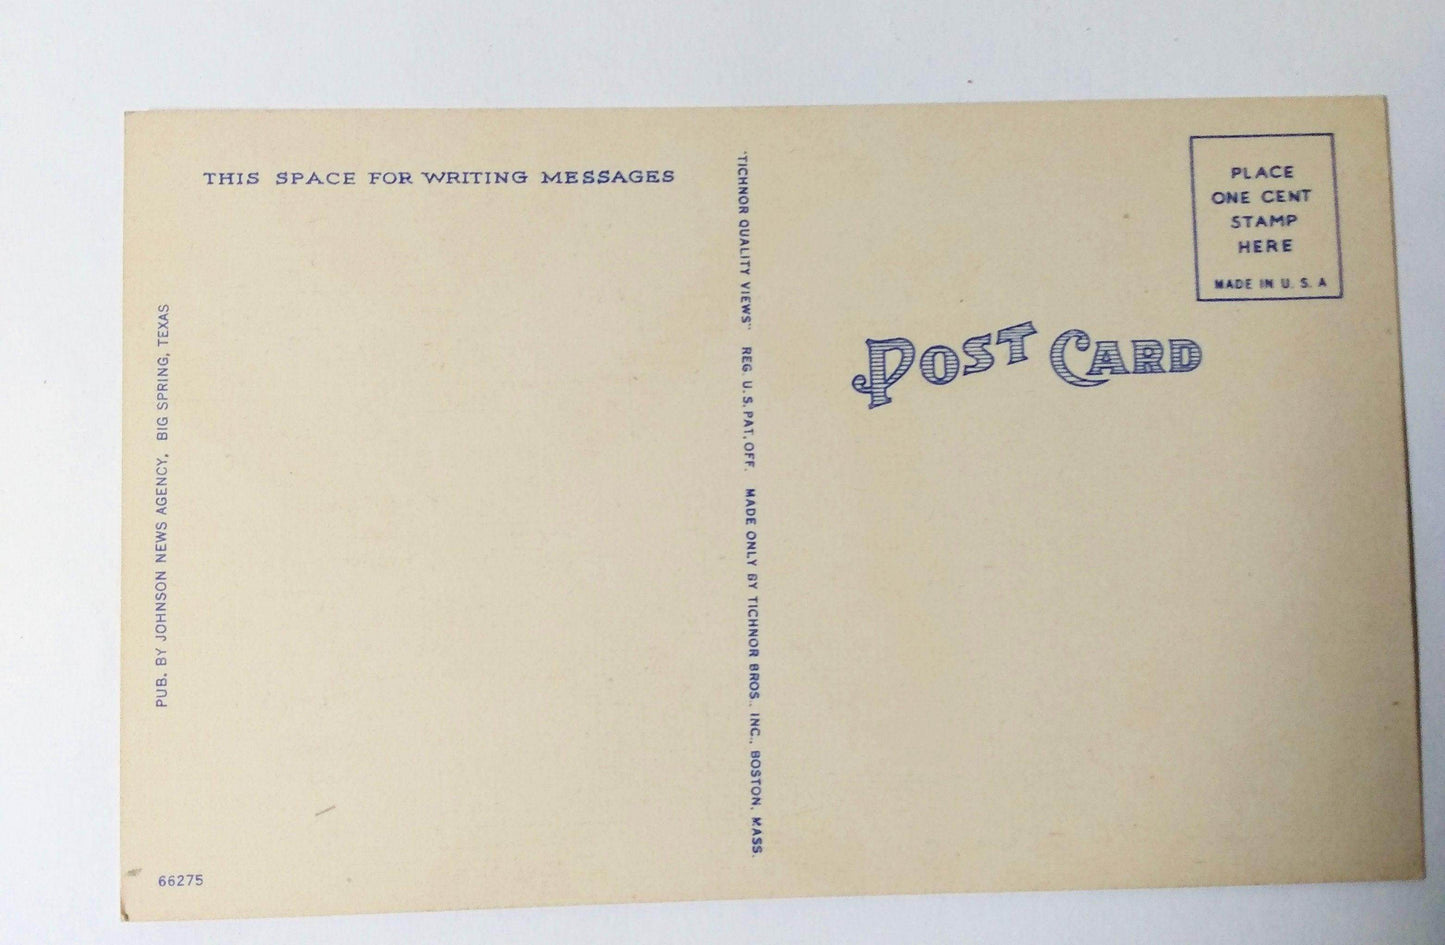 THIS SPACE FOR WRITING MESSAGES
PUB. BY JOHNSON NEWS AGENCY, BIG SPRING, TEXAS
66275
"TICHNOR QUALITY VIEWS" REG. U. S. PAT. OFF. MADE ONLY BY TICHNOR BROS., INC., BOSTON, MASS.
POST CARD
PLACE
ONE CENT
STAMP
HERE
MADE IN U. S. A